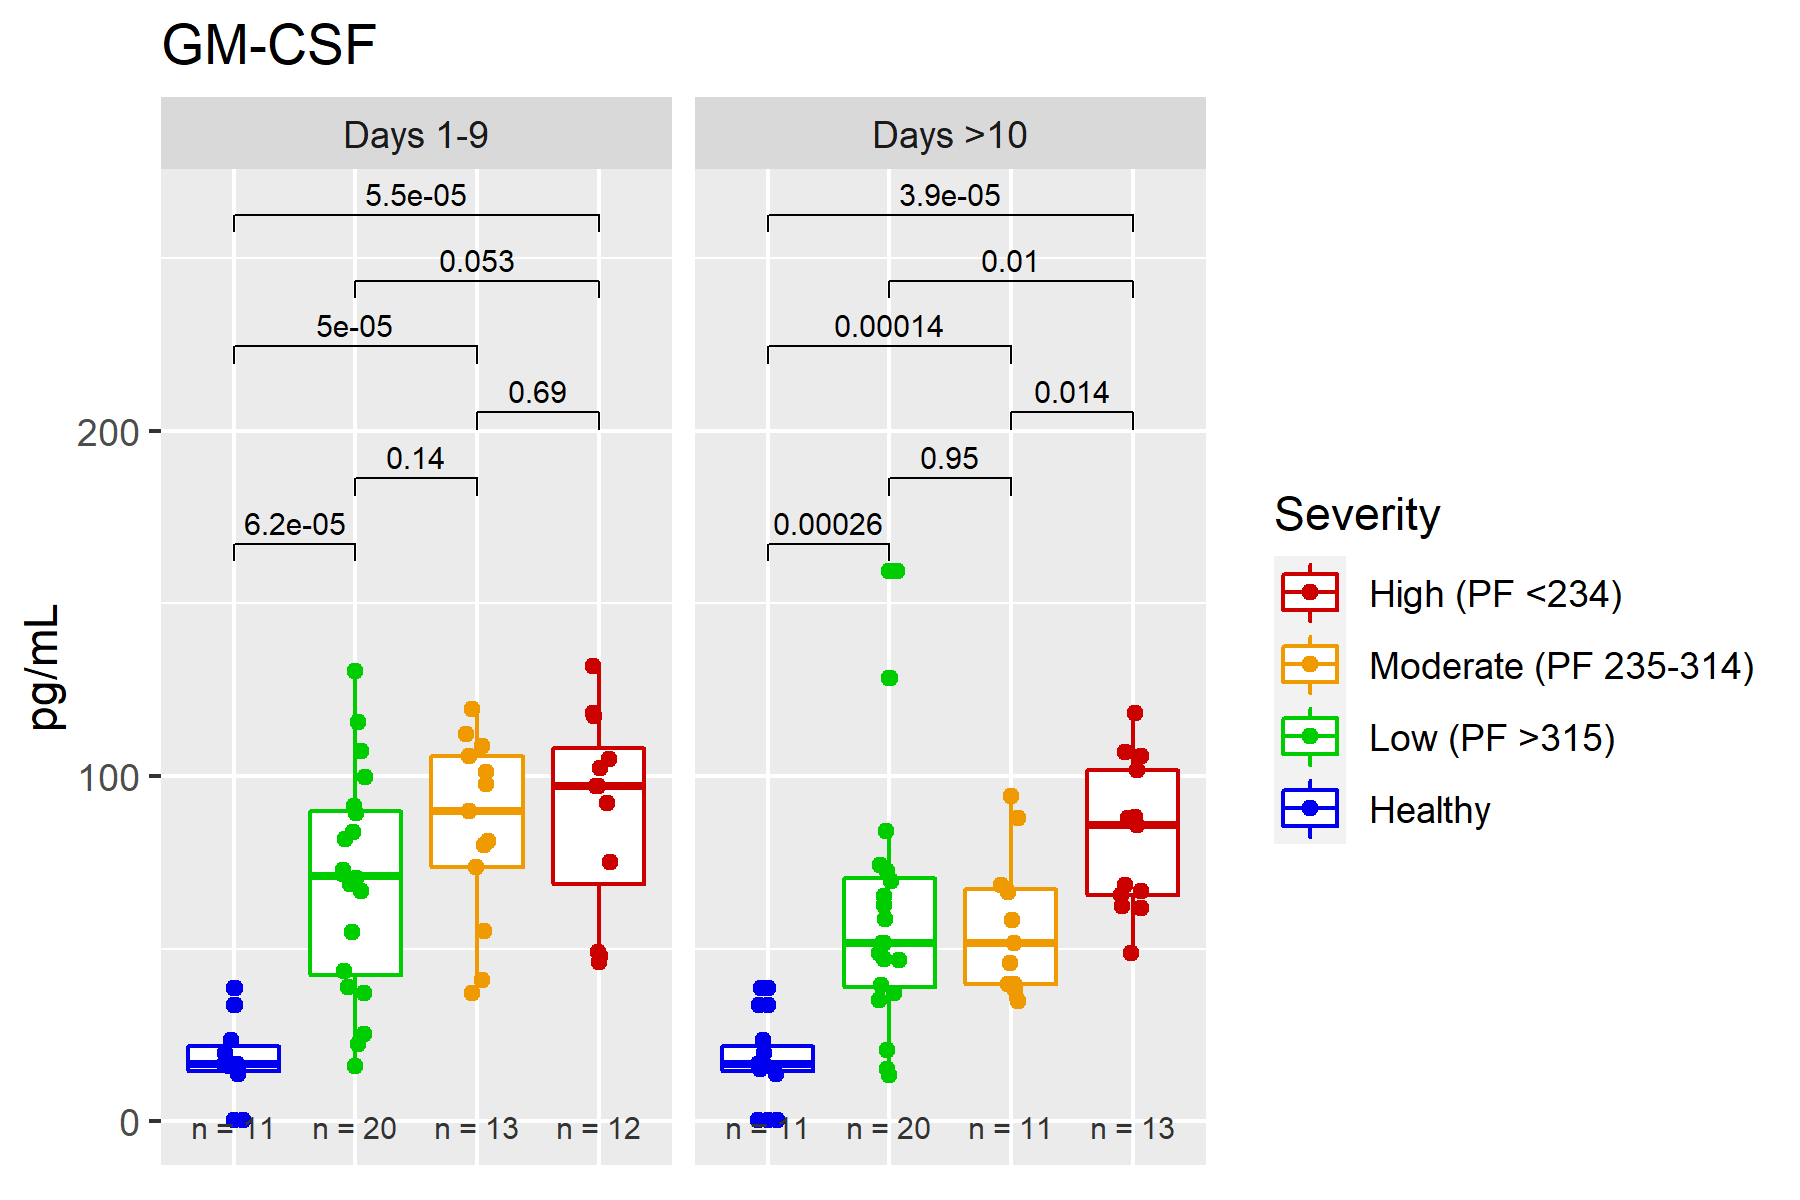 GM-CSF
Days 1-9
Days >10
5.5e-05
3.9e-05
0.053
0.01
5e-05
0.00014
0.69
0.014
0.14
0.95
6.2e-05
0.00026
200
100
0
pg/mL
n = 11
n = 20
n = 13
n = 12
n = 11
n = 20
n = 11
n = 13
Severity
High (PF <234)
Moderate (PF 235-314)
Low (PF >315)
Healthy